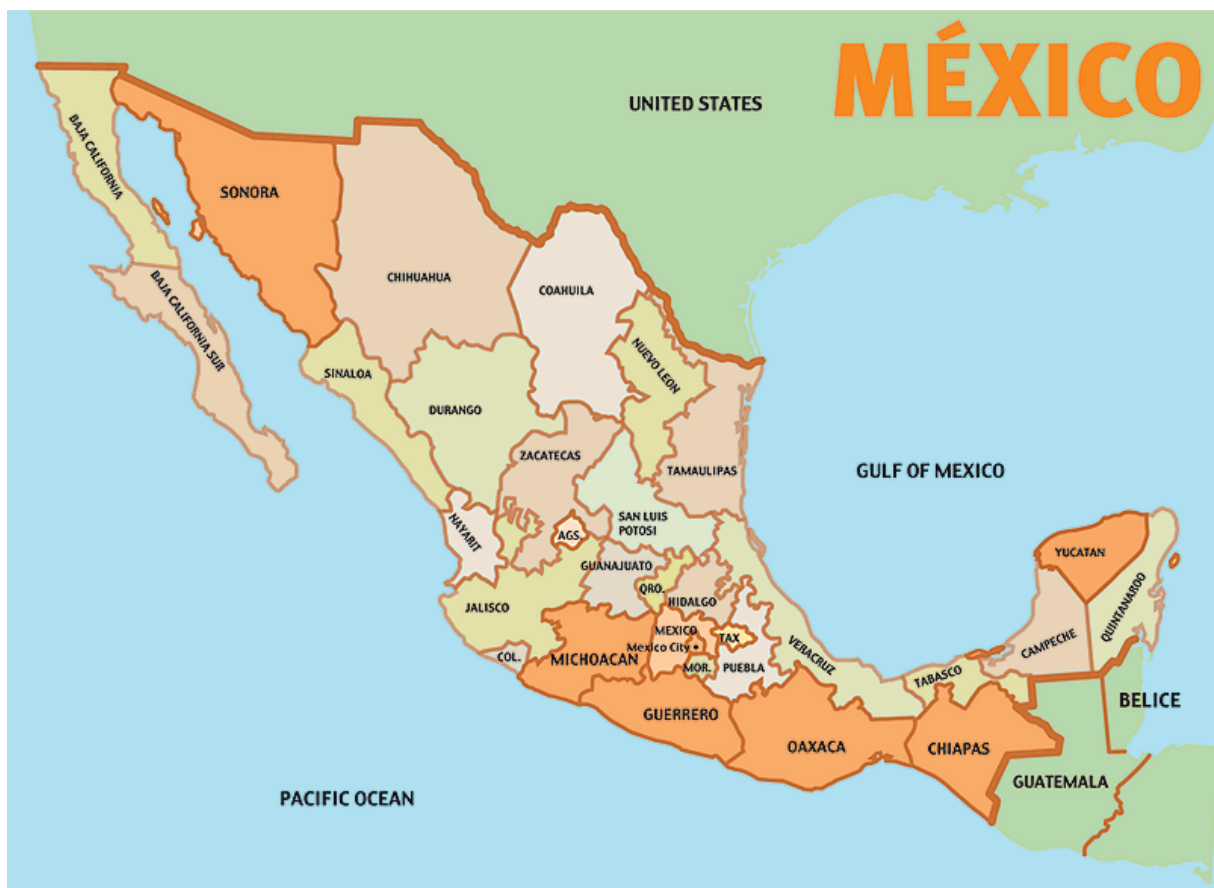 MÉXICO
UNITED STATES
BAJA CALIFORNIA
SONORA
CHIHUAHUA
COAHUILA
BAJA CALIFORNIA SUR
NUEVO LEON
SINALOA
DURANGO
ZACATECAS
TAMAULIPAS
GULF OF MEXICO
SAN LUIS
POTOSI
NAYARIT
AGS.
YUCATAN
GUANAJUATO
QRO.
HIDALGO
QUINTANAROO
JALISCO
MEXICO
TAX
CAMPECHE
Mexico City
VERACRUZ
COL.
MICHOACAN
MOR.
PUEBLA
TABASCO
BELICE
GUERRERO
OAXACA
CHIAPAS
GUATEMALA
PACIFIC OCEAN